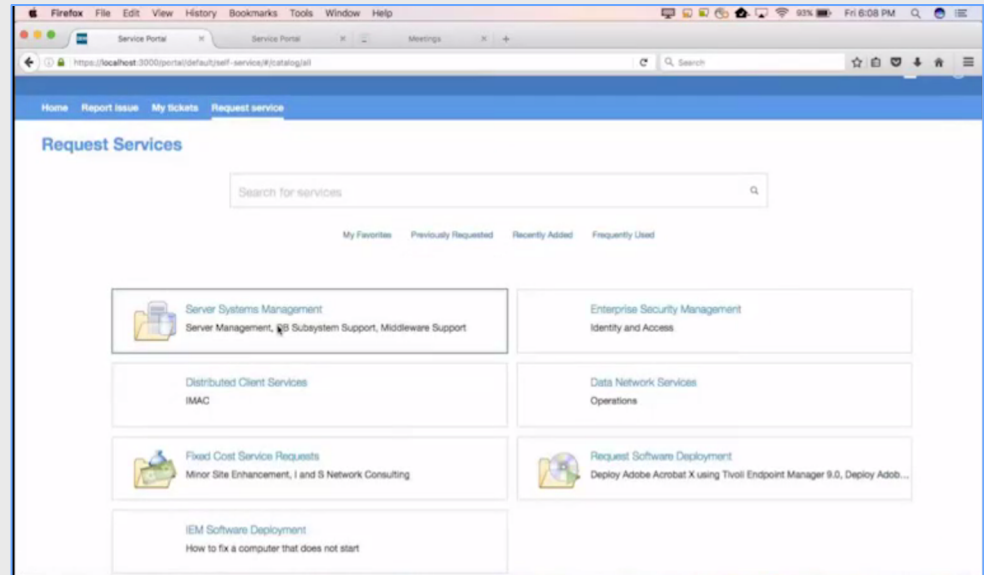 Firefox File Edit View History Bookmarks Tools Window Help 93% Fri 6:08 PM
Service Portal Service Portal Meetings
https://localhost:3000/portal/default/self-service/#/catalog/all Search
Home Report issue My tickets Request service
Request Services
Search for services
My Favorites Previously Requested Recently Added Frequently Used
Server Systems Management Enterprise Security Management
Server Management, DB Subsystem Support, Middleware Support Identity and Access
Distributed Client Services Data Network Services
IMAC Operations
Fixed Cost Service Requests Request Software Deployment
Minor Site Enhancement, I and S Network Consulting Deploy Adobe Acrobat X using Tivoli Endpoint Manager 9.0, Deploy Adob...
IEM Software Deployment
How to fix a computer that does not start